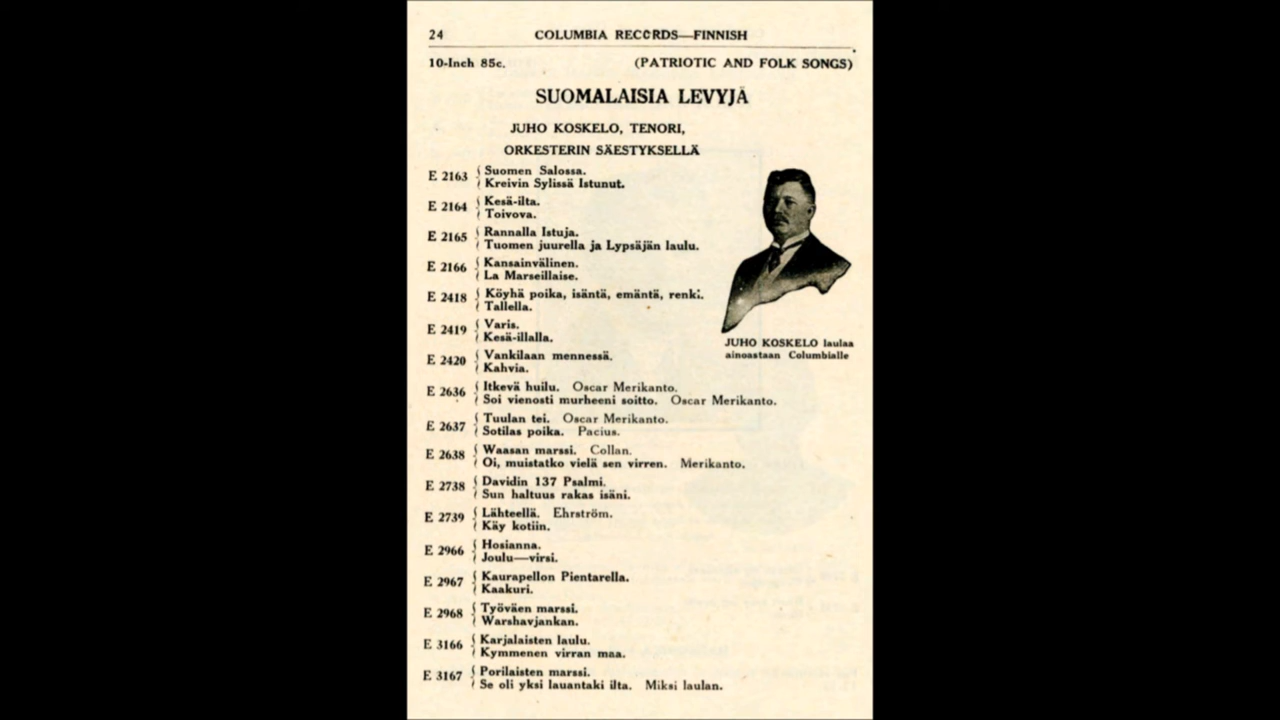 24 COLUMBIA RECORDS—FINNISH
10-Inch 85c. (PATRIOTIC AND FOLK SONGS)
SUOMALAISIA LEVYJÄ
JUHO KOSKELO, TENORI,
ORKESTERIN SÄESTYKSELLÄ
E 2163 { Suomen Salossa.
Kreivin Sylissä Istunut.
E 2164 { Kesä-ilta.
Toivova.
E 2165 { Rannalla Istuja.
Tuomen juurella ja Lypsäjän laulu.
E 2166 { Kansainvälinen.
La Marseillaise.
E 2418 { Köyhä poika, isäntä, emäntä, renki.
Tallella.
E 2419 { Varis.
Kesä-illalla.
JUHO KOSKELO laulaa
ainoastaan Columbialle
E 2420 { Vankilaan mennessä.
Kahvia.
E 2636 { Itkevä huilu. Oscar Merikanto.
Soi vienosti murheeni soitto. Oscar Merikanto.
E 2637 { Tuulan tei. Oscar Merikanto.
Sotilas poika. Pacius.
E 2638 { Waasan marssi. Collan.
Oi, muistatko vielä sen virren. Merikanto.
E 2738 { Davidin 137 Psalmi.
Sun haltuus rakas isäni.
E 2739 { Lähteellä. Ehrström.
Käy kotiin.
E 2966 { Hosianna.
Joulu—virsi.
E 2967 { Kaurapellon Pientarella.
Kaakuri.
E 2968 { Työväen marssi.
Warshavjankan.
E 3166 { Karjalaisten laulu.
Kymmenen virran maa.
E 3167 { Porilaisten marssi.
Se oli yksi lauantaki ilta. Miksi laulan.